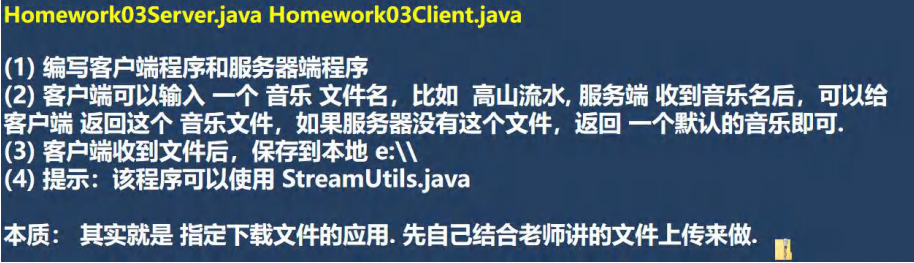 Homework03Server.java Homework03Client.java
(1) 编写客户端程序和服务器端程序
(2) 客户端可以输入 一个 音乐 文件名，比如 高山流水, 服务端 收到音乐名后，可以给
客户端 返回这个 音乐文件，如果服务器没有这个文件，返回 一个默认的音乐即可.
(3) 客户端收到文件后，保存到本地 e:\\
(4) 提示：该程序可以使用 StreamUtils.java
本质： 其实就是 指定下载文件的应用. 先自己结合老师讲的文件上传来做.